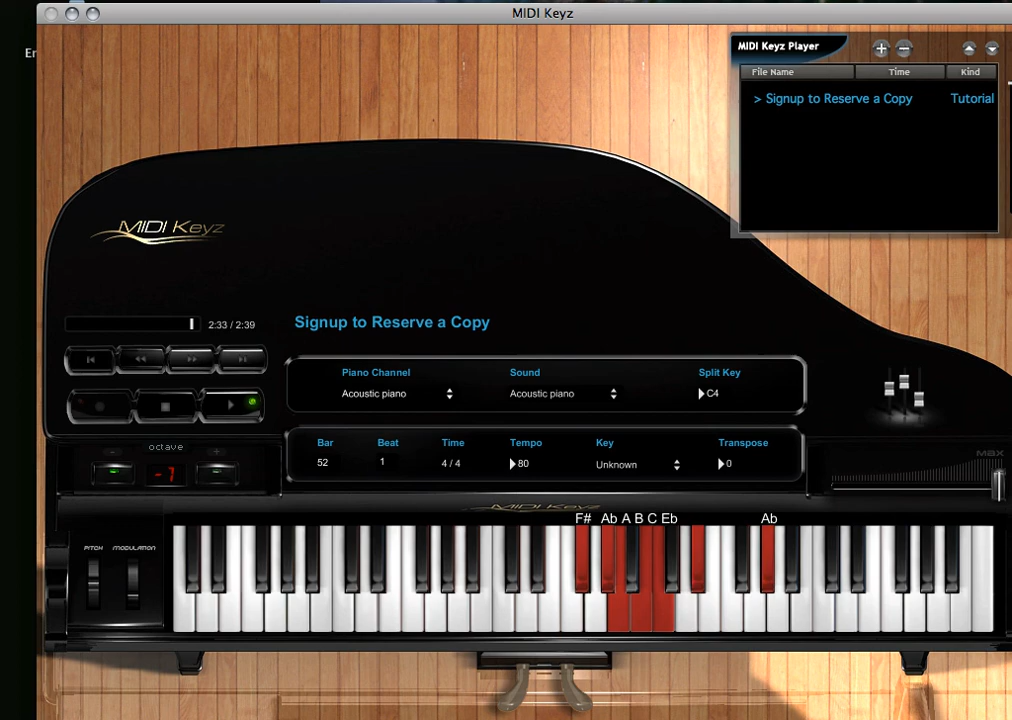 MIDI Keyz
En
MIDI Keyz Player
File Name Time Kind
> Signup to Reserve a Copy Tutorial
MIDI Keyz
2:33 / 2:39
Signup to Reserve a Copy
Piano Channel Sound Split Key
Acoustic piano Acoustic piano C4
Bar Beat Time Tempo Key Transpose
52 1 4 / 4 80 Unknown 0
octave
-7
MAX
MIDI Keyz
F# Ab A B C Eb Ab
PITCH MODULATION